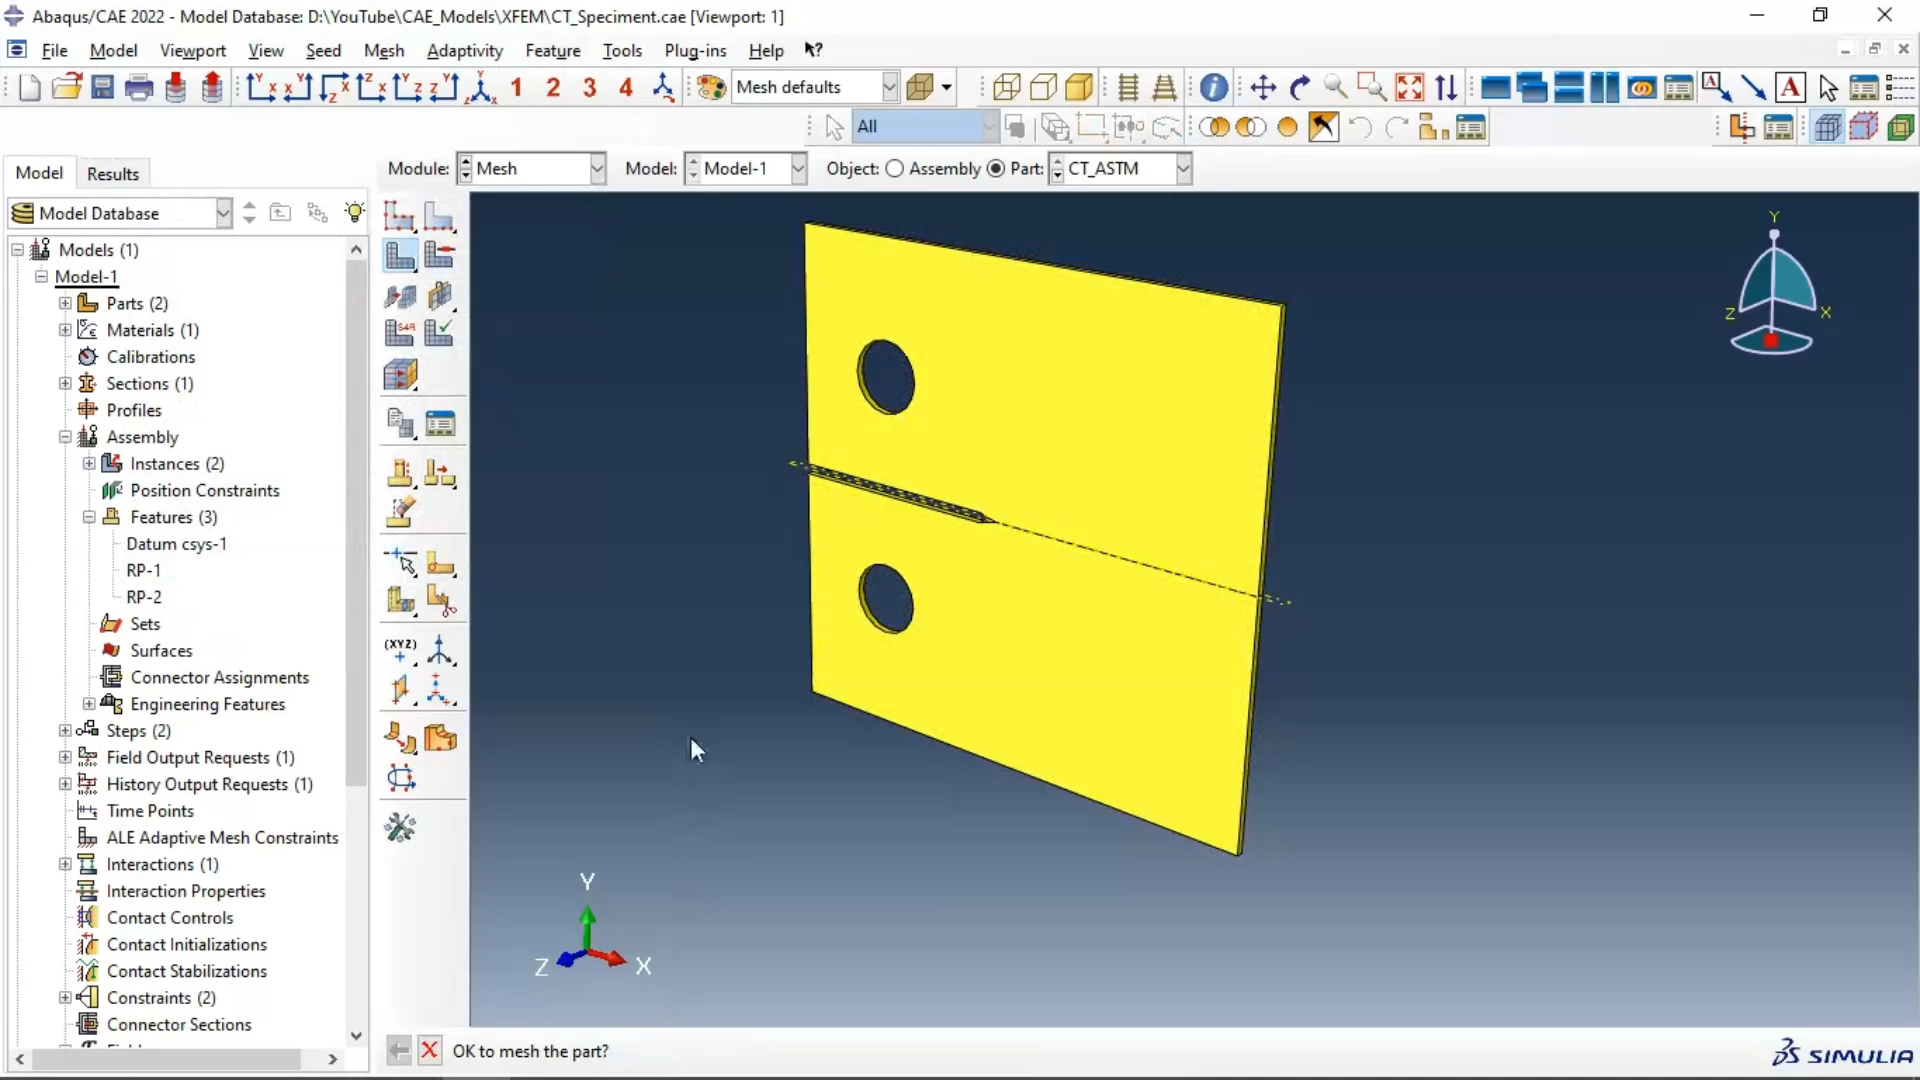 Abaqus/CAE 2022 - Model Database: D:\YouTube\CAE_Models\XFEM\CT_Speciment.cae [Viewport: 1]
File Model Viewport View Seed Mesh Adaptivity Feature Tools Plug-ins Help
1 2 3 4 Mesh defaults
All
Model Results
Module: Mesh Model: Model-1 Object: Assembly Part: CT_ASTM
Model Database
Models (1)
Model-1
Parts (2)
Materials (1)
Calibrations
Sections (1)
Profiles
Assembly
Instances (2)
Position Constraints
Features (3)
Datum csys-1
RP-1
RP-2
Sets
Surfaces
Connector Assignments
Engineering Features
Steps (2)
Field Output Requests (1)
History Output Requests (1)
Time Points
ALE Adaptive Mesh Constraints
Interactions (1)
Interaction Properties
Contact Controls
Contact Initializations
Contact Stabilizations
Constraints (2)
Connector Sections
(XYZ)
Y
Z
X
Y
Z
X
OK to mesh the part?
SIMULIA